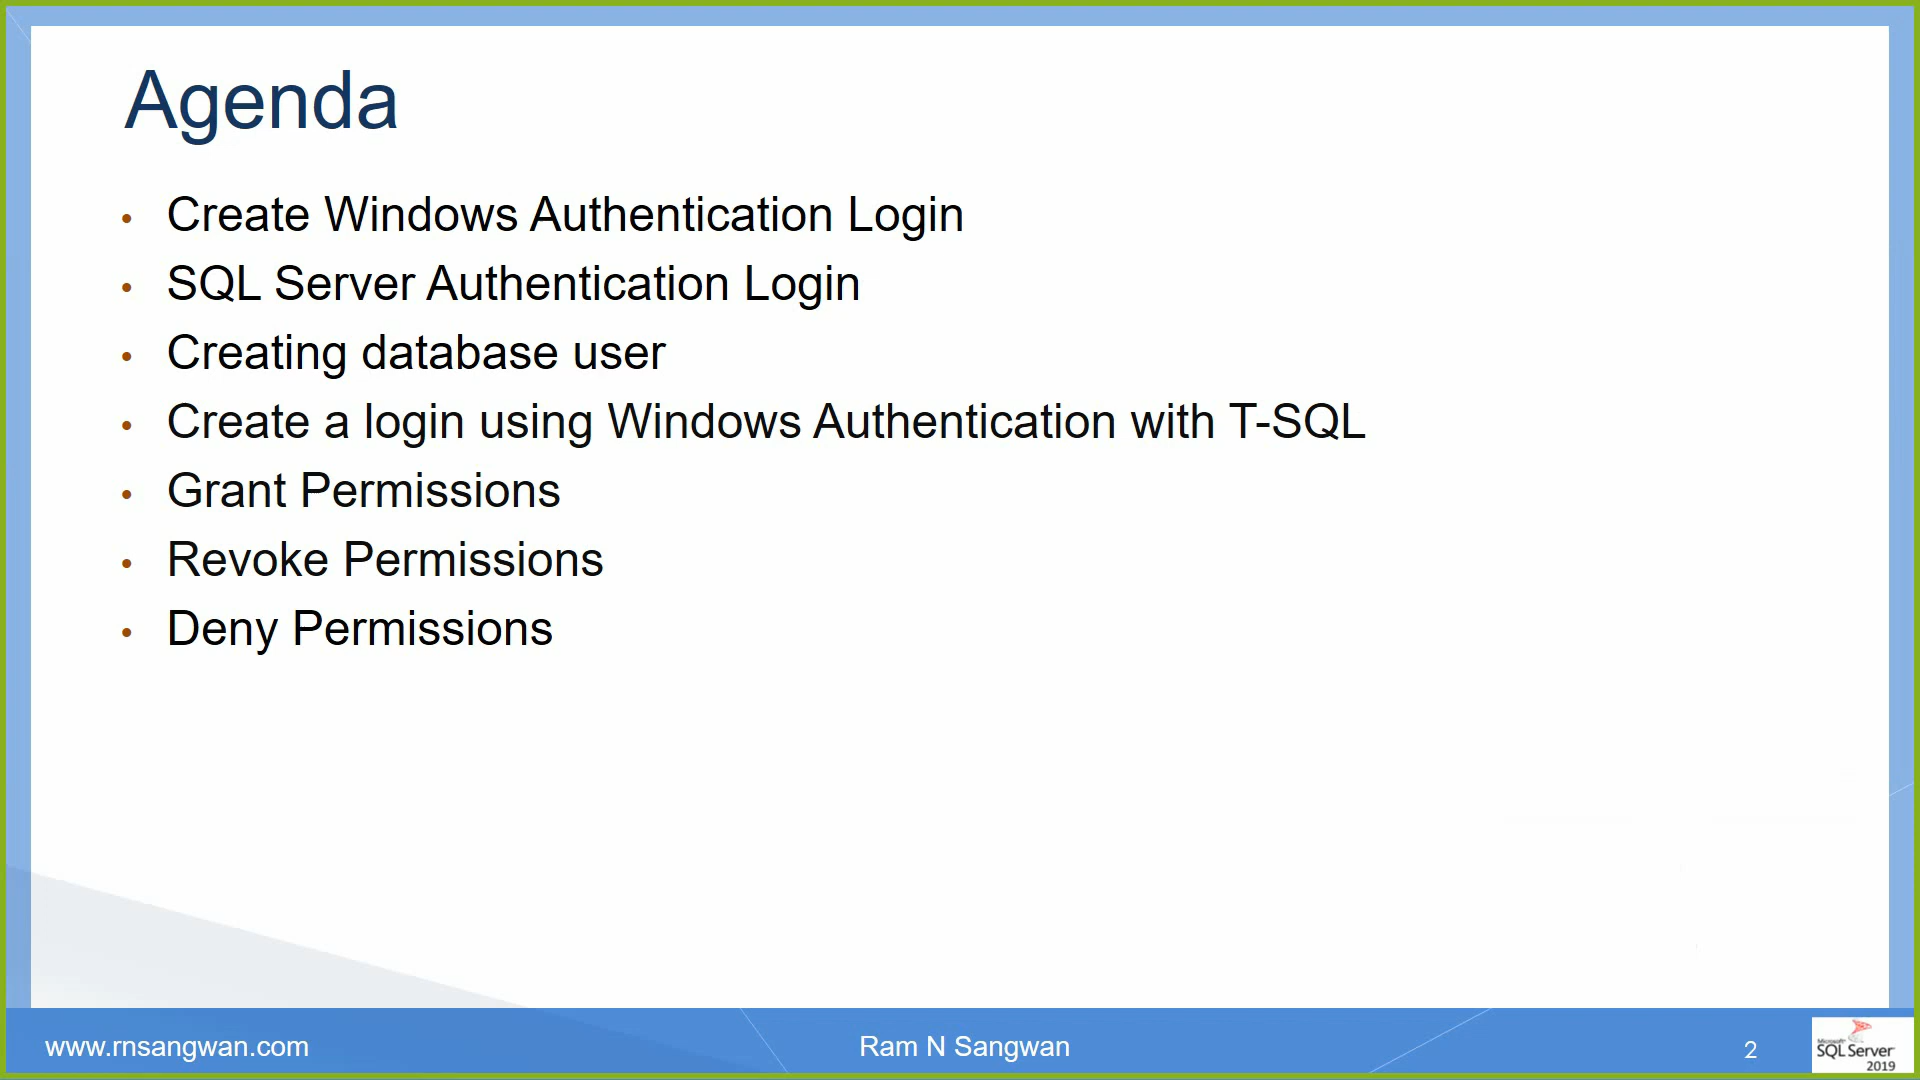 Agenda
• Create Windows Authentication Login
• SQL Server Authentication Login
• Creating database user
• Create a login using Windows Authentication with T-SQL
• Grant Permissions
• Revoke Permissions
• Deny Permissions
www.rnsangwan.com
Ram N Sangwan
2
Microsoft
SQL Server
2019